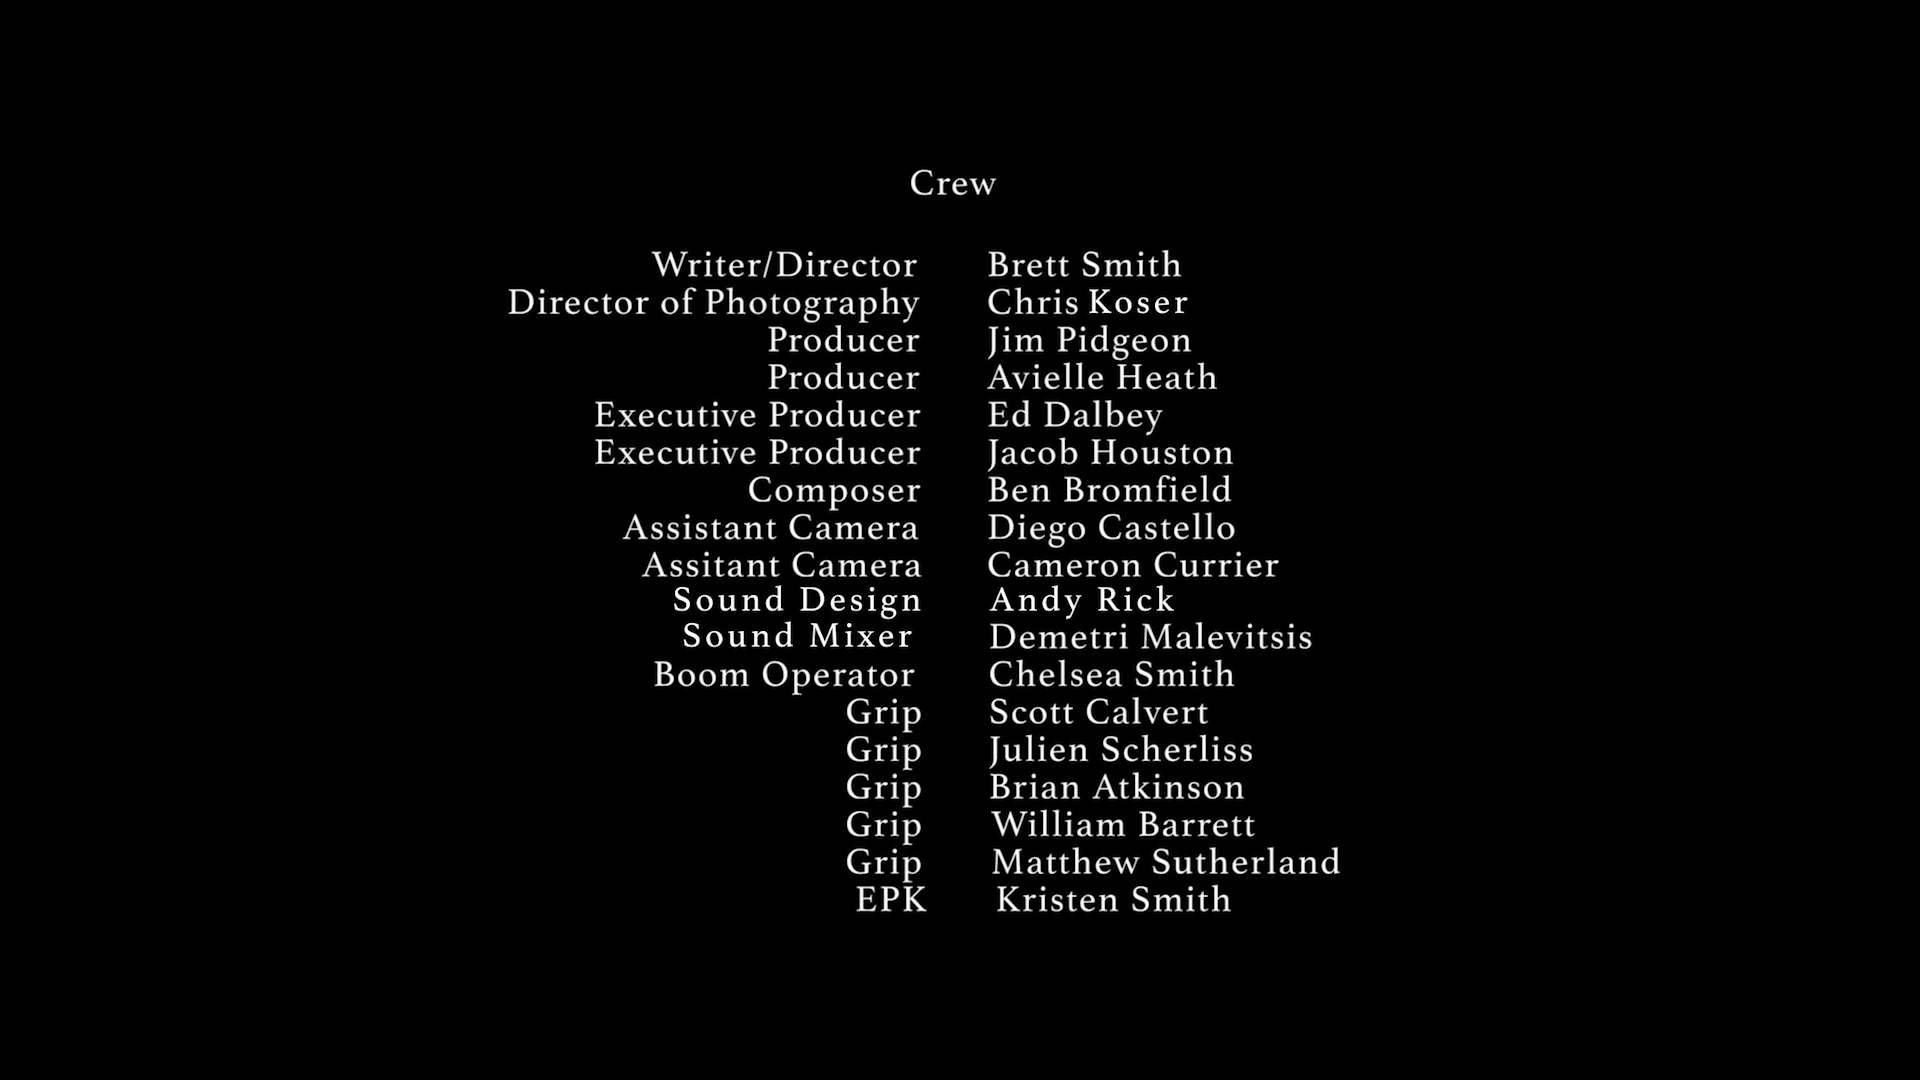 Crew
Writer/Director Brett Smith
Director of Photography Chris Koser
Producer Jim Pidgeon
Producer Avielle Heath
Executive Producer Ed Dalbey
Executive Producer Jacob Houston
Composer Ben Bromfield
Assistant Camera Diego Castello
Assitant Camera Cameron Currier
Sound Design Andy Rick
Sound Mixer Demetri Malevitsis
Boom Operator Chelsea Smith
Grip Scott Calvert
Grip Julien Scherliss
Grip Brian Atkinson
Grip William Barrett
Grip Matthew Sutherland
EPK Kristen Smith